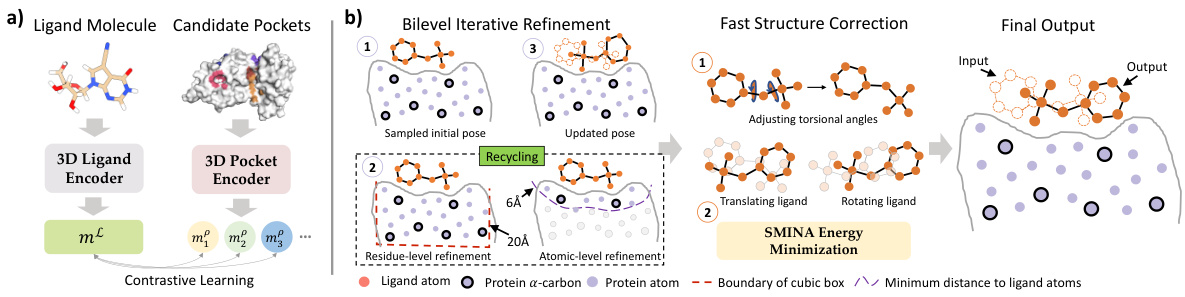 a)
Ligand Molecule
Candidate Pockets
3D Ligand
Encoder
3D Pocket
Encoder
m^ℒ
m₁^ρ
m₂^ρ
m₃^ρ
...
Contrastive Learning
b)
Bilevel Iterative Refinement
1
Sampled initial pose
3
Updated pose
Recycling
2
6Å
20Å
Residue-level refinement
Atomic-level refinement
Fast Structure Correction
1
Adjusting torsional angles
Translating ligand
Rotating ligand
2
SMINA Energy
Minimization
Final Output
Input
Output
Ligand atom
Protein α-carbon
Protein atom
Boundary of cubic box
Minimum distance to ligand atoms